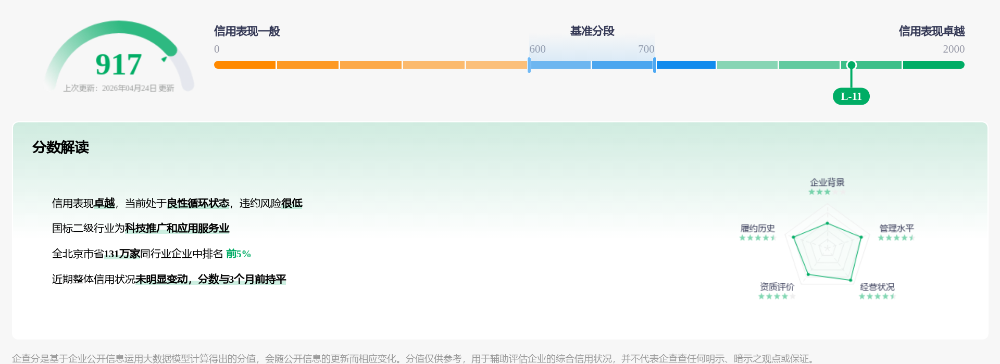 917
上次更新：2026年04月24日 更新
信用表现一般
基准分段
信用表现卓越
0
600
700
2000
L-11
分数解读
信用表现卓越，当前处于良性循环状态，违约风险很低
国标二级行业为科技推广和应用服务业
全北京市省131万家同行业企业中排名 前5%
近期整体信用状况未明显变动，分数与3个月前持平
企业背景
履约历史
管理水平
资质评价
经营状况
企查分是基于企业公开信息运用大数据模型计算得出的分值，会随公开信息的更新而相应变化。分值仅供参考，用于辅助评估企业的综合信用状况，并不代表企查查任何明示、暗示之观点或保证。